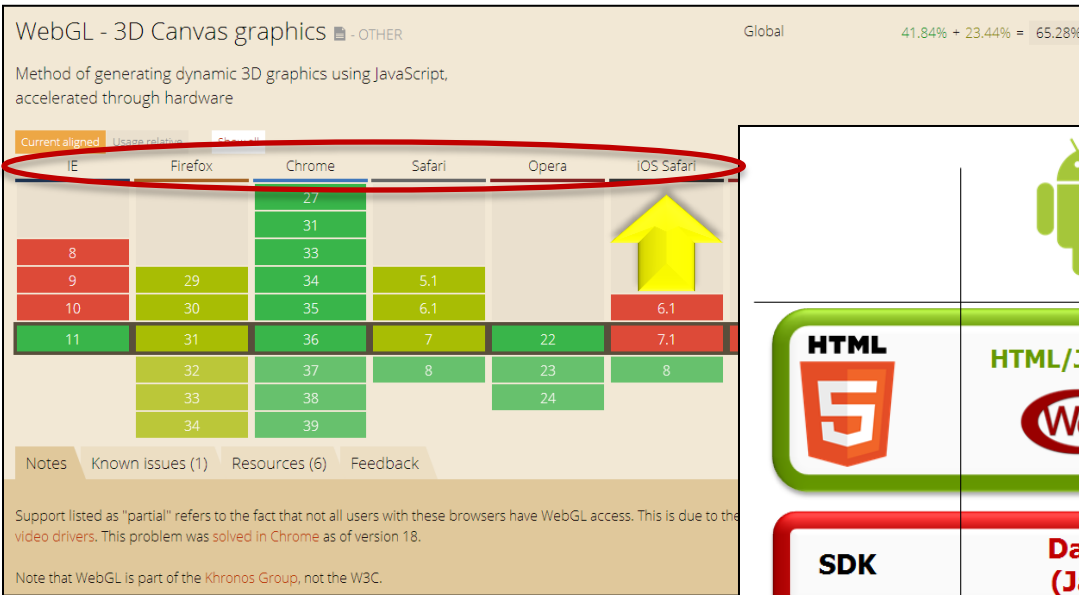 WebGL - 3D Canvas graphics - OTHER
Global 41.84% + 23.44% = 65.28%
Method of generating dynamic 3D graphics using JavaScript,
accelerated through hardware
Current aligned Usage relative Show all
IE Firefox Chrome Safari Opera iOS Safari
27
31
8 33
9 29 34 5.1
10 30 35 6.1 6.1
11 31 36 7 22 7.1
32 37 8 23 8
33 38 24
34 39
Notes Known issues (1) Resources (6) Feedback
Support listed as "partial" refers to the fact that not all users with these browsers have WebGL access. This is due to the
video drivers. This problem was solved in Chrome as of version 18.
Note that WebGL is part of the Khronos Group, not the W3C.
HTML
5
HTML/J
We
SDK
Da
(Ja